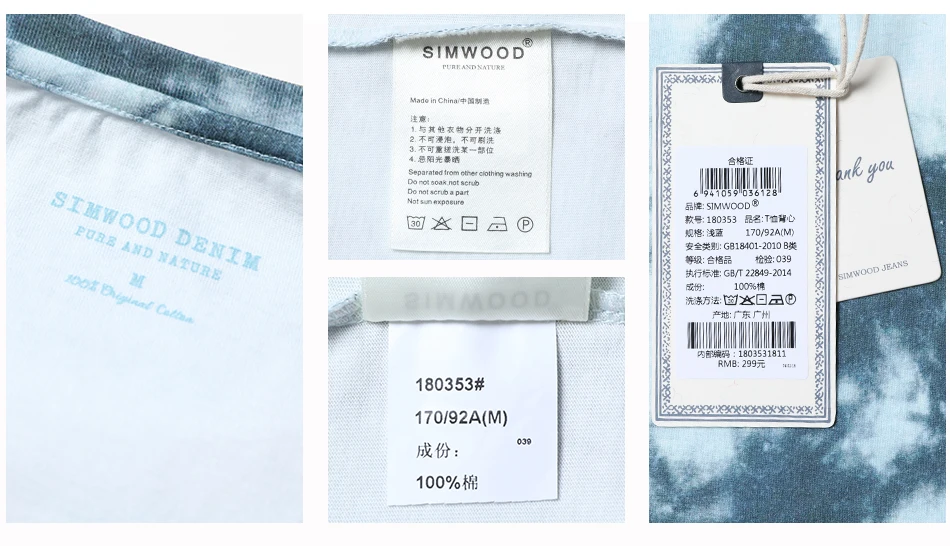 SIMWOOD DENIM
PURE AND NATURE
M
100% Original Cotton
SIMWOOD®
PURE AND NATURE
Made in China/中国制造
注意:
1. 与其他衣物分开洗涤
2. 不可浸泡，不可刷洗
3. 不可重搓洗某一部位
4. 忌阳光暴晒
Separated from other clothing washing
Do not soak,not scrub
Do not scrub a part
Not sun exposure
30
P
SIMWOOD
180353#
170/92A(M)
成份：
039
100%棉
合格证
6 941059 036128
品牌: SIMWOOD®
款号: 180353 品名: T恤背心
规格: 浅蓝 170/92A(M)
安全类别: GB18401-2010 B类
等级: 合格品 检验: 039
执行标准: GB/T 22849-2014
成份: 100%棉
洗涤方法:
产地: 广东 广州
内部编码: 1803531811
RMB: 299元
ank you
SIMWOOD JEANS